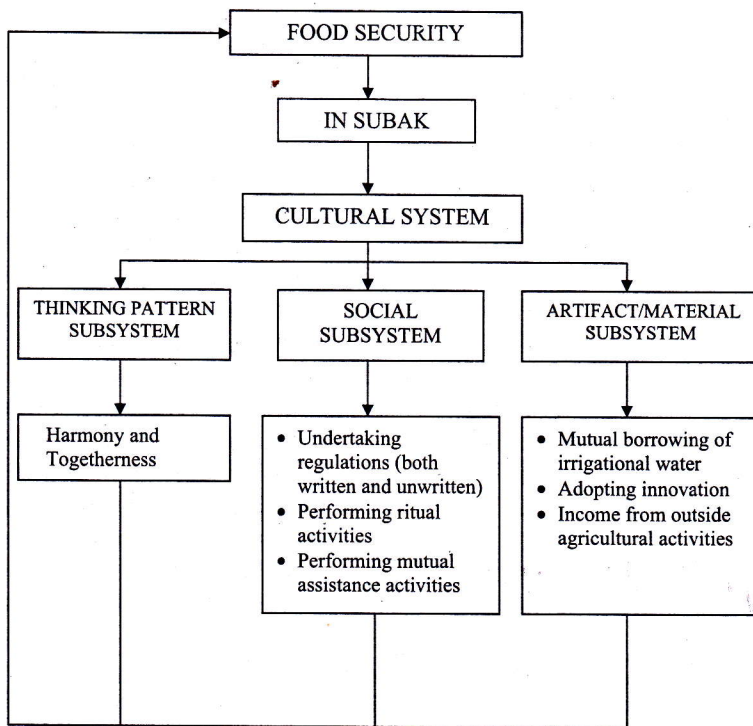 FOOD SECURITY
IN SUBAK
CULTURAL SYSTEM
THINKING PATTERN
SUBSYSTEM
SOCIAL
SUBSYSTEM
ARTIFACT/MATERIAL
SUBSYSTEM
Harmony and
Togetherness
• Undertaking
regulations (both
written and unwritten)
• Performing ritual
activities
• Performing mutual
assistance activities
• Mutual borrowing of
irrigational water
• Adopting innovation
• Income from outside
agricultural activities